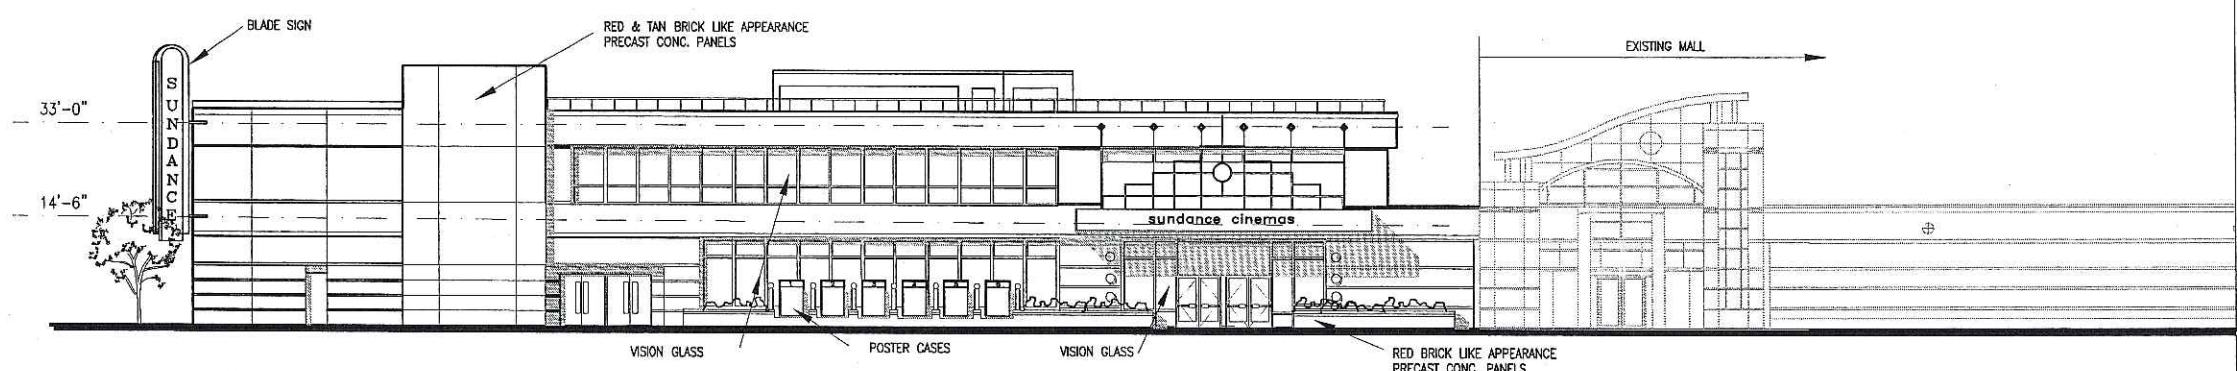 BLADE SIGN
RED & TAN BRICK LIKE APPEARANCE
PRECAST CONC. PANELS
EXISTING MALL
SUNDANCE
33'-0"
14'-6"
sundance cinemas
VISION GLASS
POSTER CASES
VISION GLASS
RED BRICK LIKE APPEARANCE
PRECAST CONC. PANELS